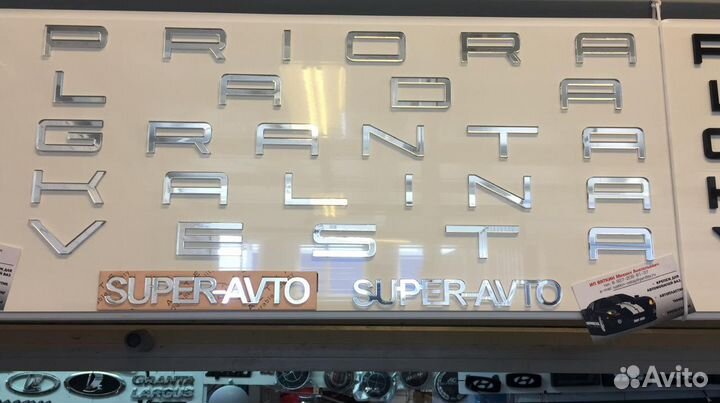 PRIORA
LADA
GRANTA
KALINA
VESTA
SUPER-AVTO
SUPER-AVTO
GRANTA
LARGUS
Avito